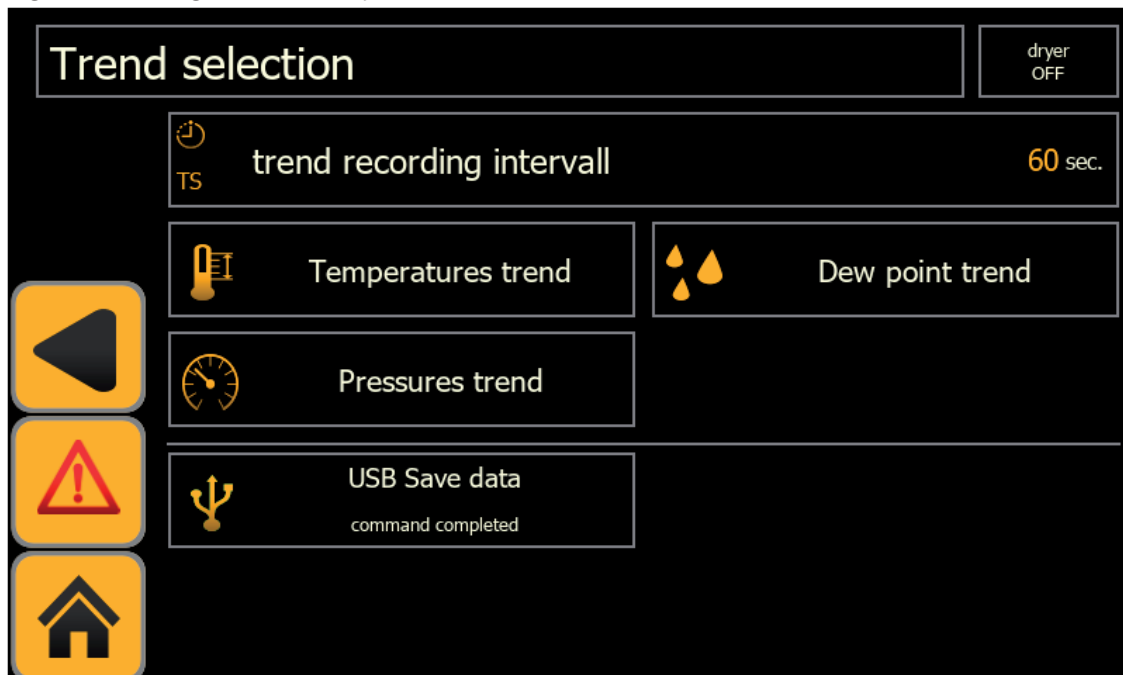 Trend selection
dryer
OFF
TS
trend recording intervall
60 sec.
Temperatures trend
Dew point trend
Pressures trend
USB Save data
command completed